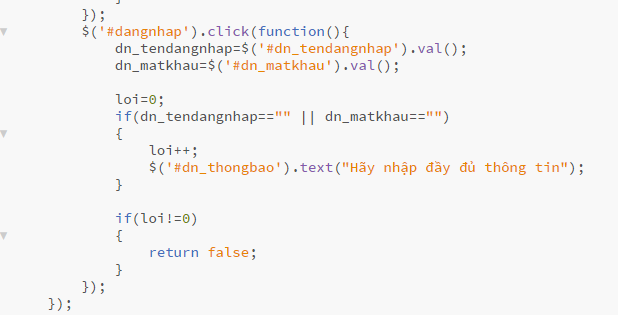 });
$('#dangnhap').click(function(){
dn_tendangnhap=$('#dn_tendangnhap').val();
dn_matkhau=$('#dn_matkhau').val();
loi=0;
if(dn_tendangnhap=="" || dn_matkhau=="")
{
loi++;
$('#dn_thongbao').text("Hãy nhập đầy đủ thông tin");
}
if(loi!=0)
{
return false;
}
});
});